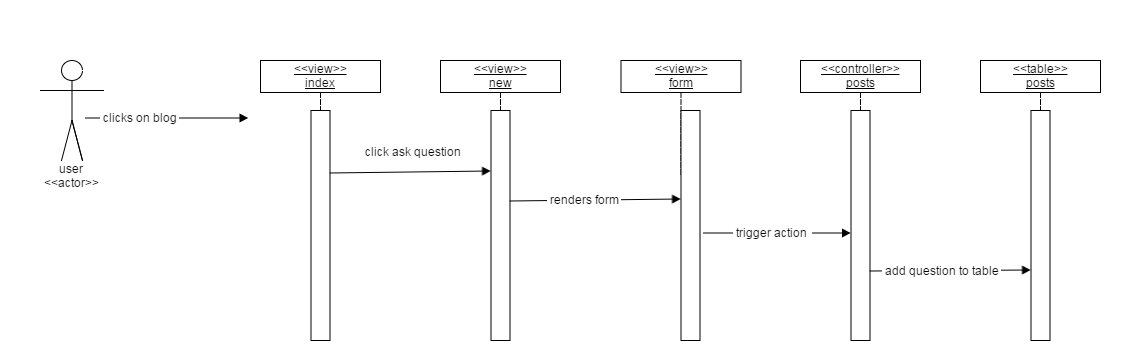 <<view>>
index
<<view>>
new
<<view>>
form
<<controller>>
posts
<<table>>
posts
clicks on blog
click ask question
user
<<actor>>
renders form
trigger action
add question to table